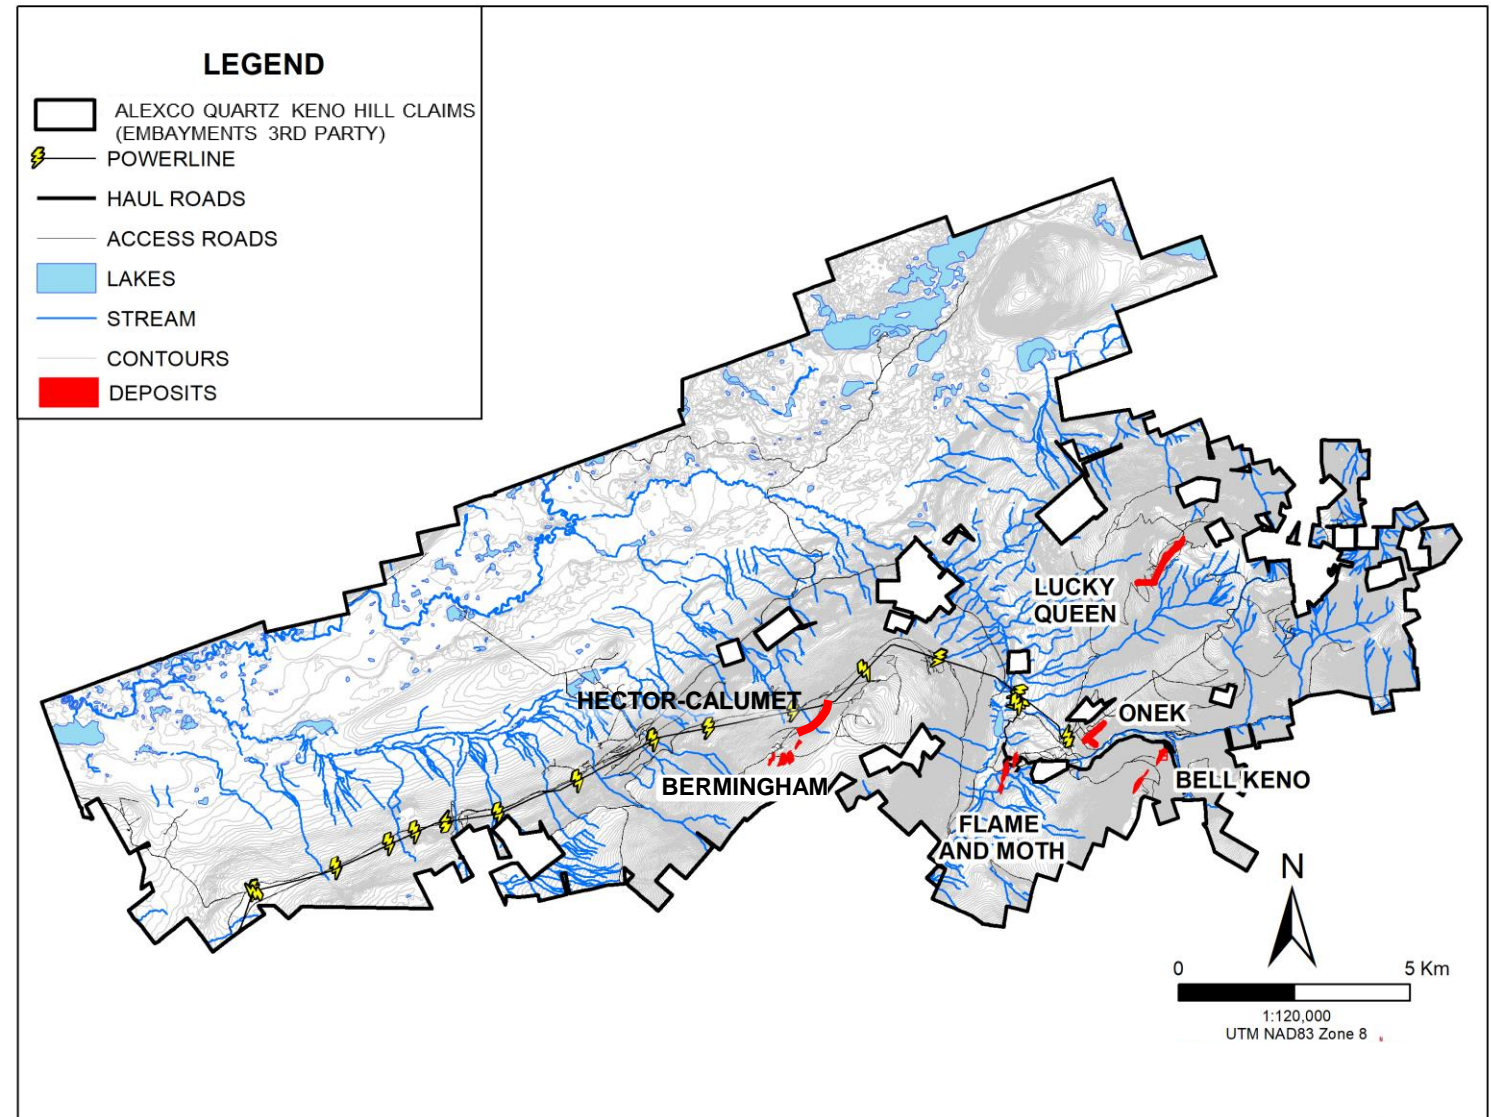 LEGEND
ALEXCO QUARTZ KENO HILL CLAIMS
(EMBAYMENTS 3RD PARTY)
POWERLINE
HAUL ROADS
ACCESS ROADS
LAKES
STREAM
CONTOURS
DEPOSITS
LUCKY
QUEEN
HECTOR-CALUMET
ONEK
BERMINGHAM
BELL KENO
FLAME
AND MOTH
N
0 5 Km
1:120,000
UTM NAD83 Zone 8